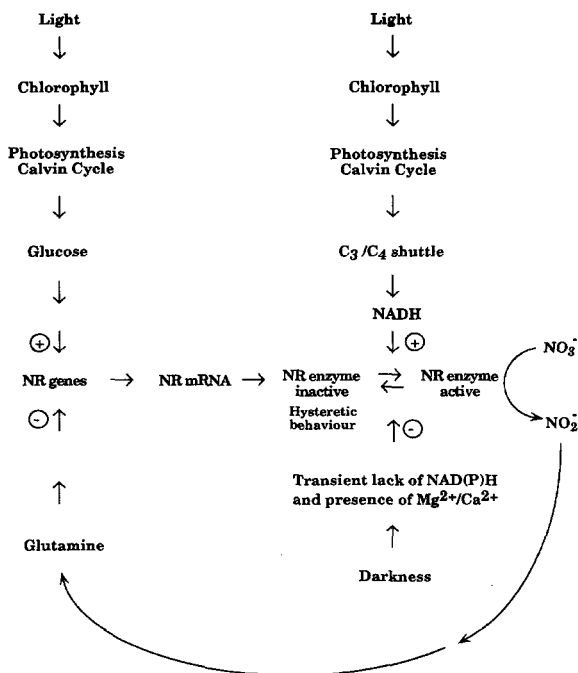 Light
Light
Chlorophyll
Chlorophyll
Photosynthesis
Calvin Cycle
Photosynthesis
Calvin Cycle
Glucose
C3/C4 shuttle
NADH
+
+
NO3-
NR genes
NR mRNA
NR enzyme
inactive
NR enzyme
active
Hysteretic
behaviour
-
-
NO2-
Transient lack of NAD(P)H
and presence of Mg2+/Ca2+
Glutamine
Darkness